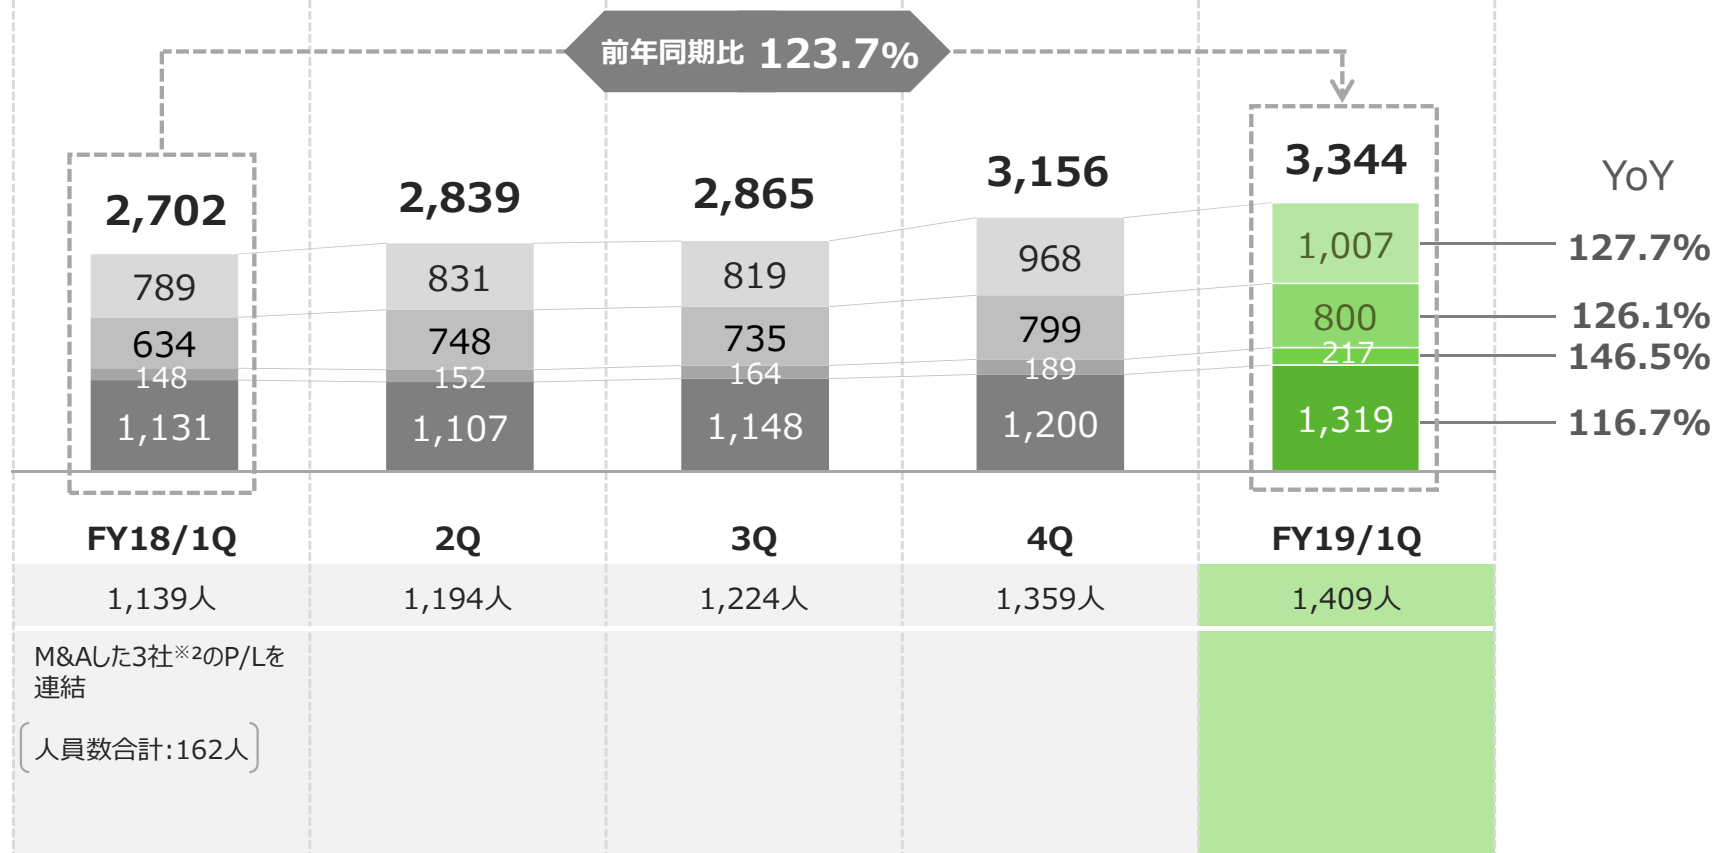 前年同期比 123.7%
2,702
2,839
2,865
3,156
3,344
YoY
789
831
819
968
1,007
127.7%
634
748
735
799
800
126.1%
148
152
164
189
217
146.5%
1,131
1,107
1,148
1,200
1,319
116.7%
FY18/1Q
2Q
3Q
4Q
FY19/1Q
1,139人
1,194人
1,224人
1,359人
1,409人
M&Aした3社※2のP/Lを
連結
人員数合計:162人